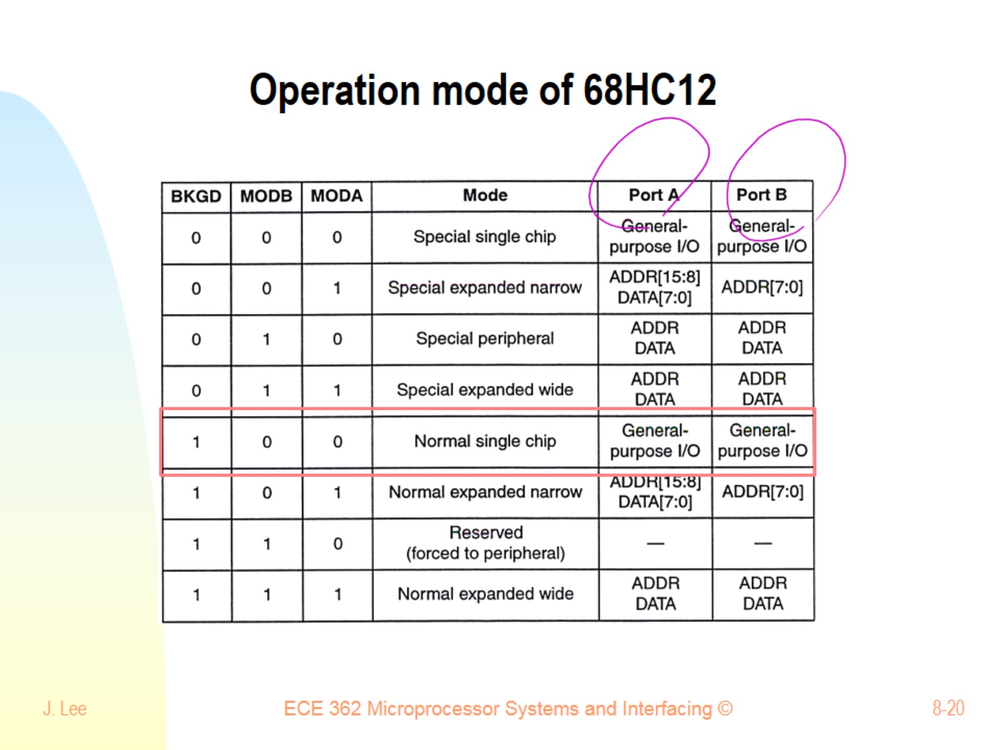 Operation mode of 68HC12
BKGD MODB MODA Mode Port A Port B
0 0 0 Special single chip General-purpose I/O General-purpose I/O
0 0 1 Special expanded narrow ADDR[15:8] DATA[7:0] ADDR[7:0]
0 1 0 Special peripheral ADDR DATA ADDR DATA
0 1 1 Special expanded wide ADDR DATA ADDR DATA
1 0 0 Normal single chip General-purpose I/O General-purpose I/O
1 0 1 Normal expanded narrow ADDR[15:8] DATA[7:0] ADDR[7:0]
1 1 0 Reserved (forced to peripheral) — —
1 1 1 Normal expanded wide ADDR DATA ADDR DATA
J. Lee ECE 362 Microprocessor Systems and Interfacing © 8-20